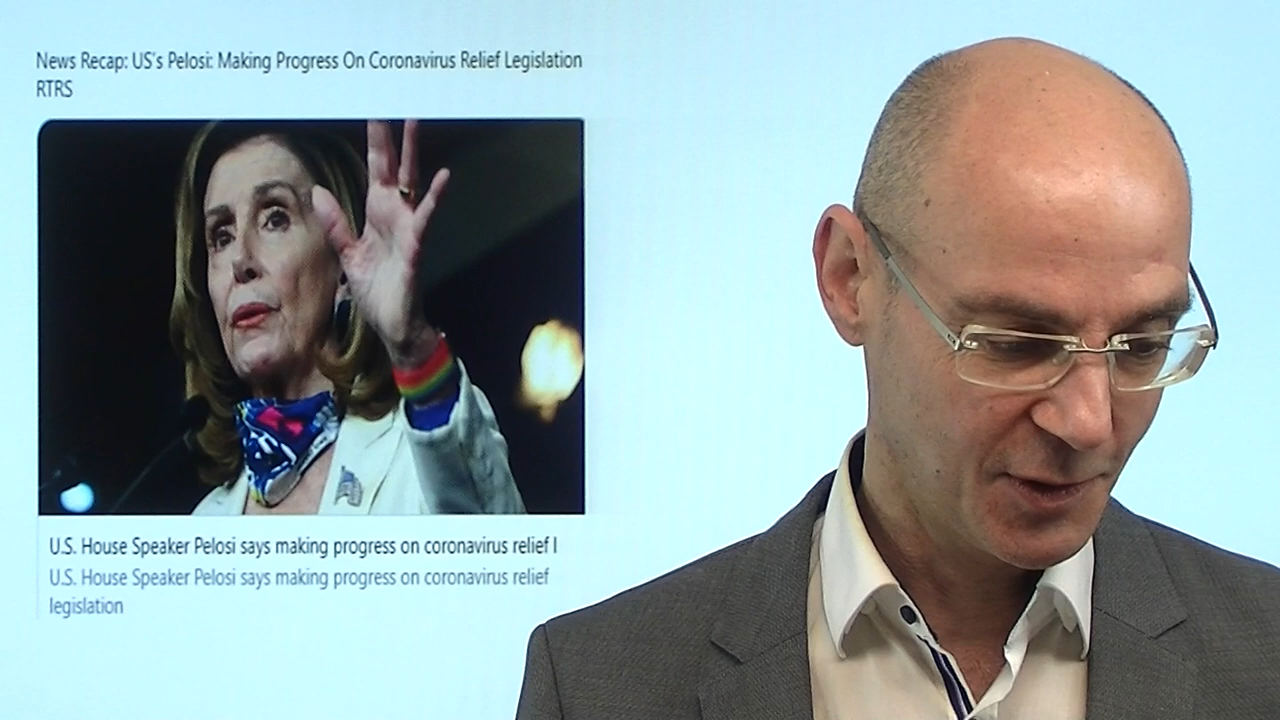 News Recap: US's Pelosi: Making Progress On Coronavirus Relief Legislation
RTRS
U.S. House Speaker Pelosi says making progress on coronavirus relief l
U.S. House Speaker Pelosi says making progress on coronavirus relief
legislation